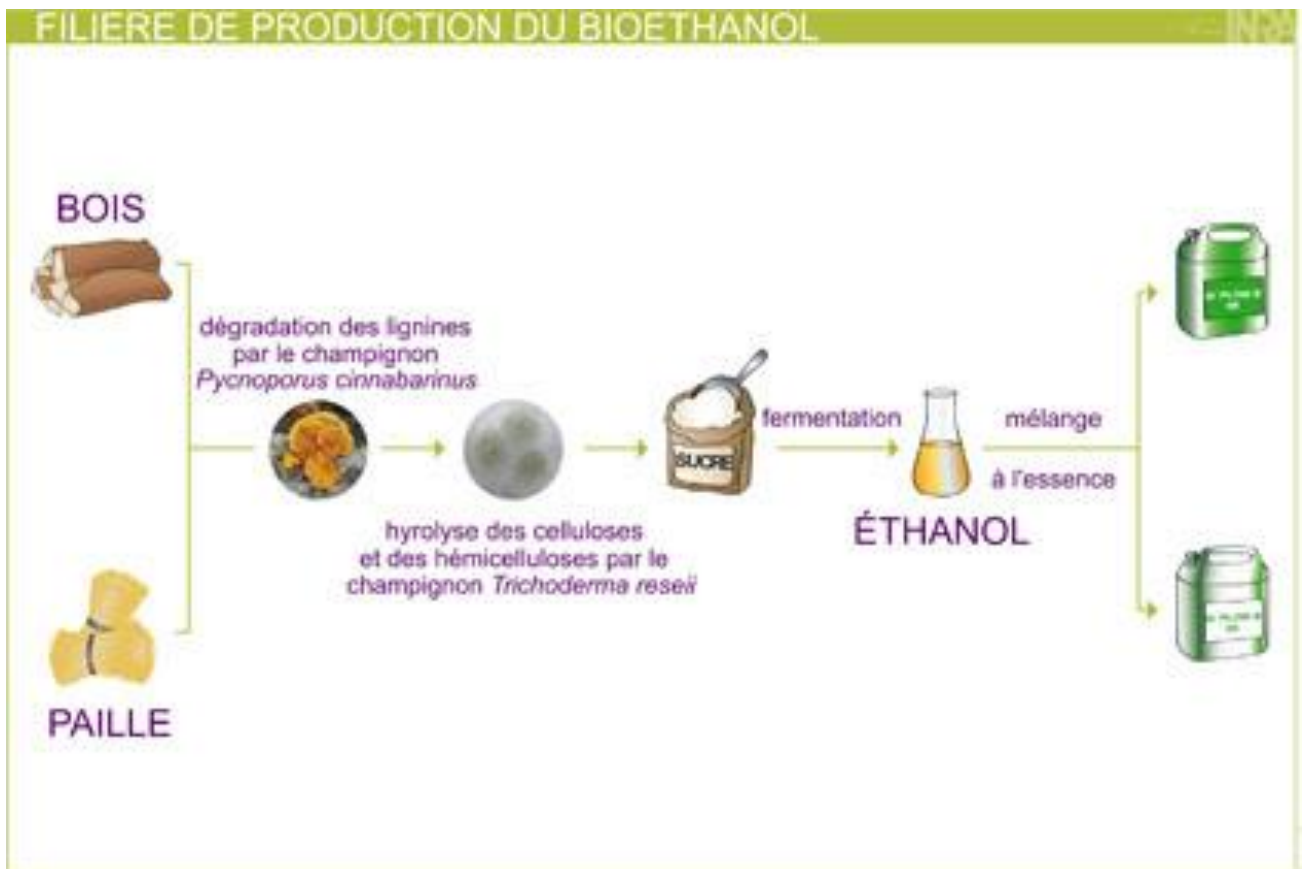 FILIERE DE PRODUCTION DU BIOETHANOL
INRA
BOIS
dégradation des lignines
par le champignon
Pycnoporus cinnabarinus
SUCRE
fermentation
mélange
à l'essence
ÉTHANOL
hyrolyse des celluloses
et des hémicelluloses par le
champignon Trichoderma reseii
PAILLE